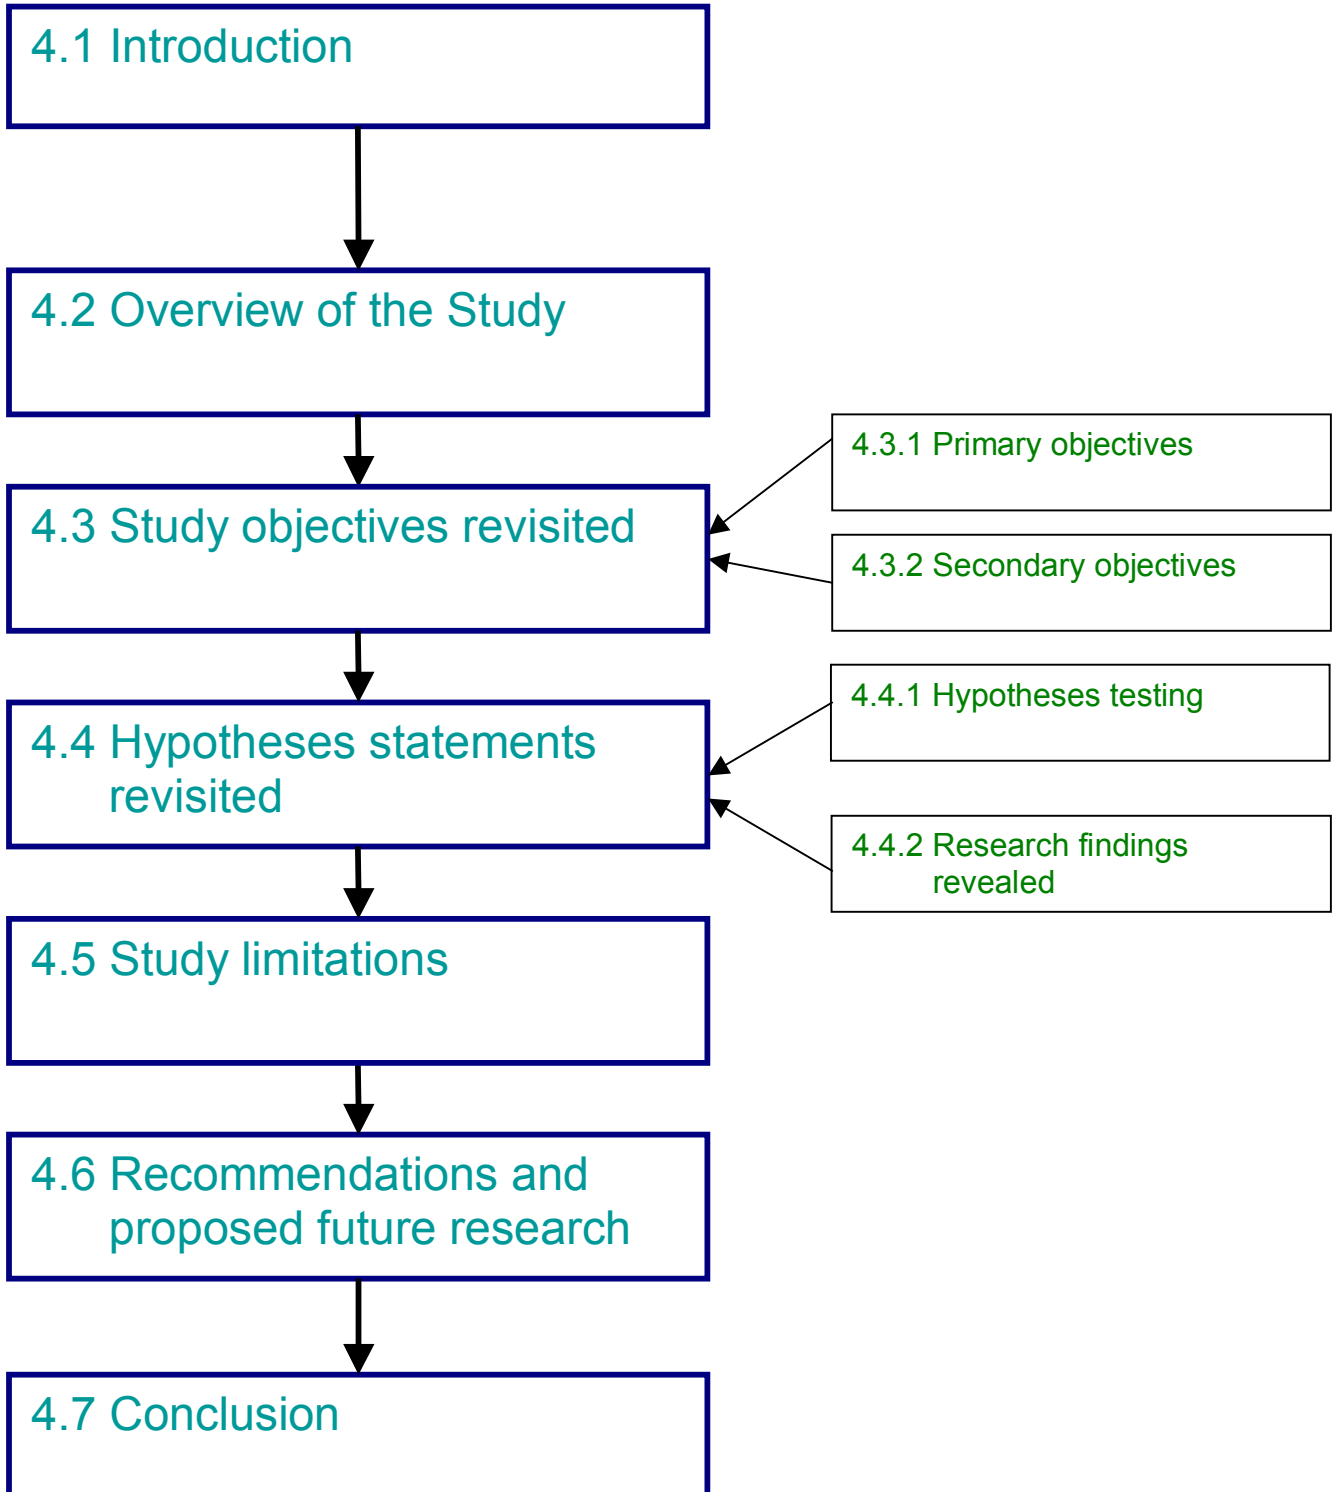 4.1 Introduction
4.2 Overview of the Study
4.3 Study objectives revisited
4.3.1 Primary objectives
4.3.2 Secondary objectives
4.4 Hypotheses statements
revisited
4.4.1 Hypotheses testing
4.4.2 Research findings
revealed
4.5 Study limitations
4.6 Recommendations and
proposed future research
4.7 Conclusion